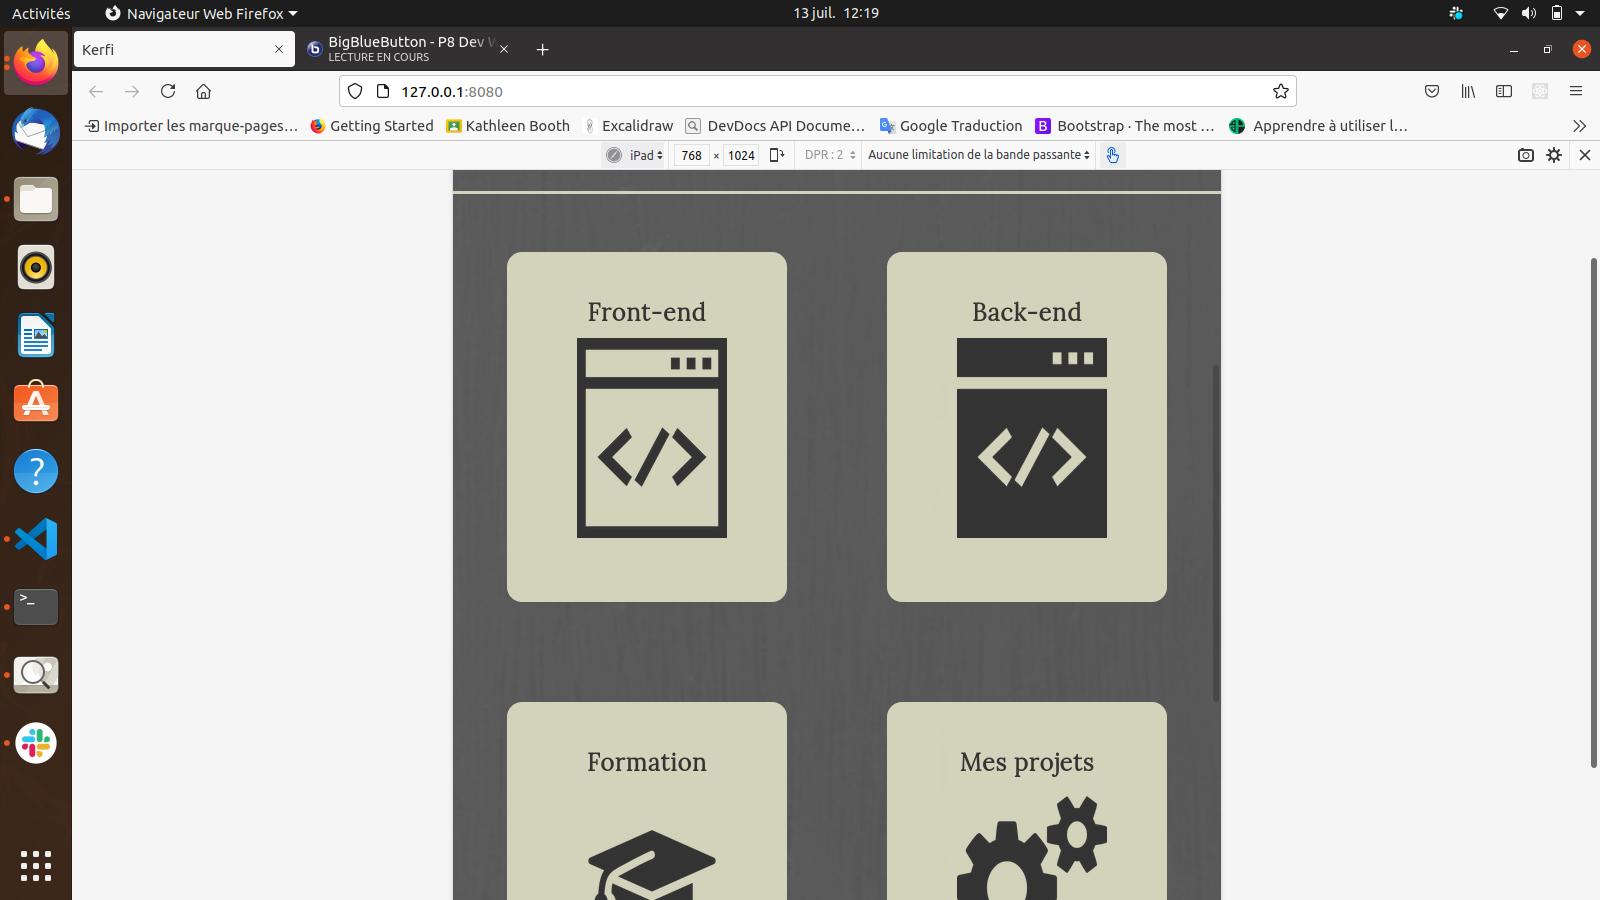 Activités
Navigateur Web Firefox
13 juil. 12:19
Kerfi
BigBlueButton - P8 Dev
LECTURE EN COURS
127.0.0.1:8080
Importer les marque-pages…
Getting Started
Kathleen Booth
Excalidraw
DevDocs API Docume…
Google Traduction
B
Bootstrap · The most …
Apprendre à utiliser l…
iPad
768 × 1024
DPR : 2
Aucune limitation de la bande passante
Front-end
Back-end
</>
</>
Formation
Mes projets